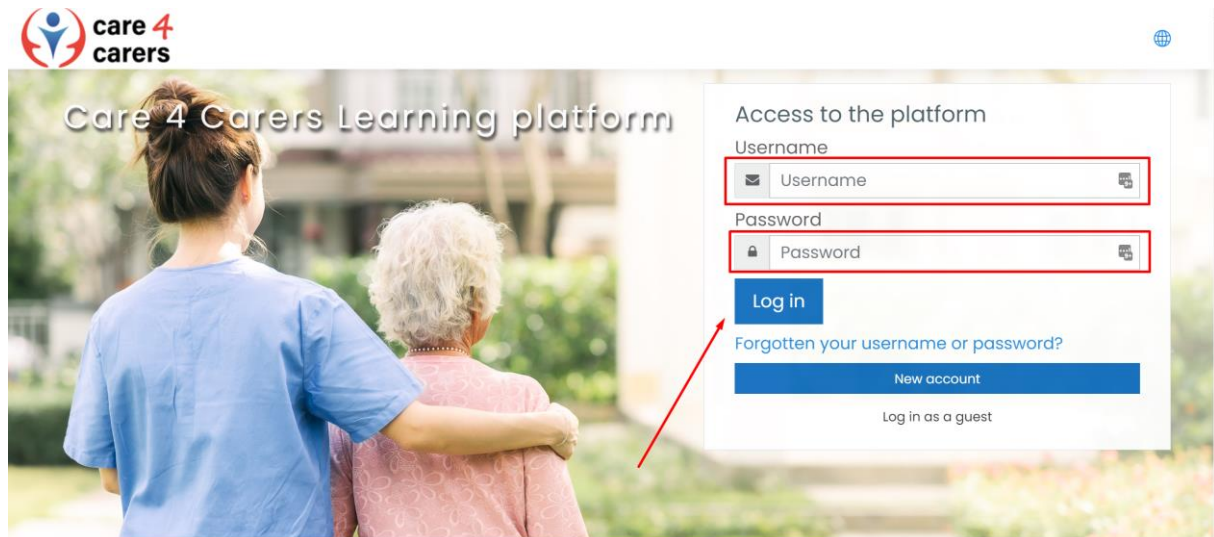 care 4
carers
Care 4 Carers Learning platform
Access to the platform
Username
Username
Password
Password
Log in
Forgotten your username or password?
New account
Log in as a guest